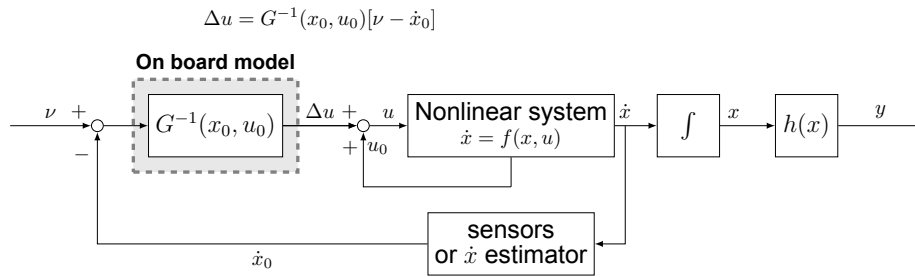 Δu = G⁻¹(x₀, u₀)[ν − ẋ₀]
On board model
ν
+
−
G⁻¹(x₀, u₀)
Δu
+
+
u₀
u
Nonlinear system
ẋ = f(x, u)
ẋ
∫
x
h(x)
y
sensors
or ẋ estimator
ẋ₀